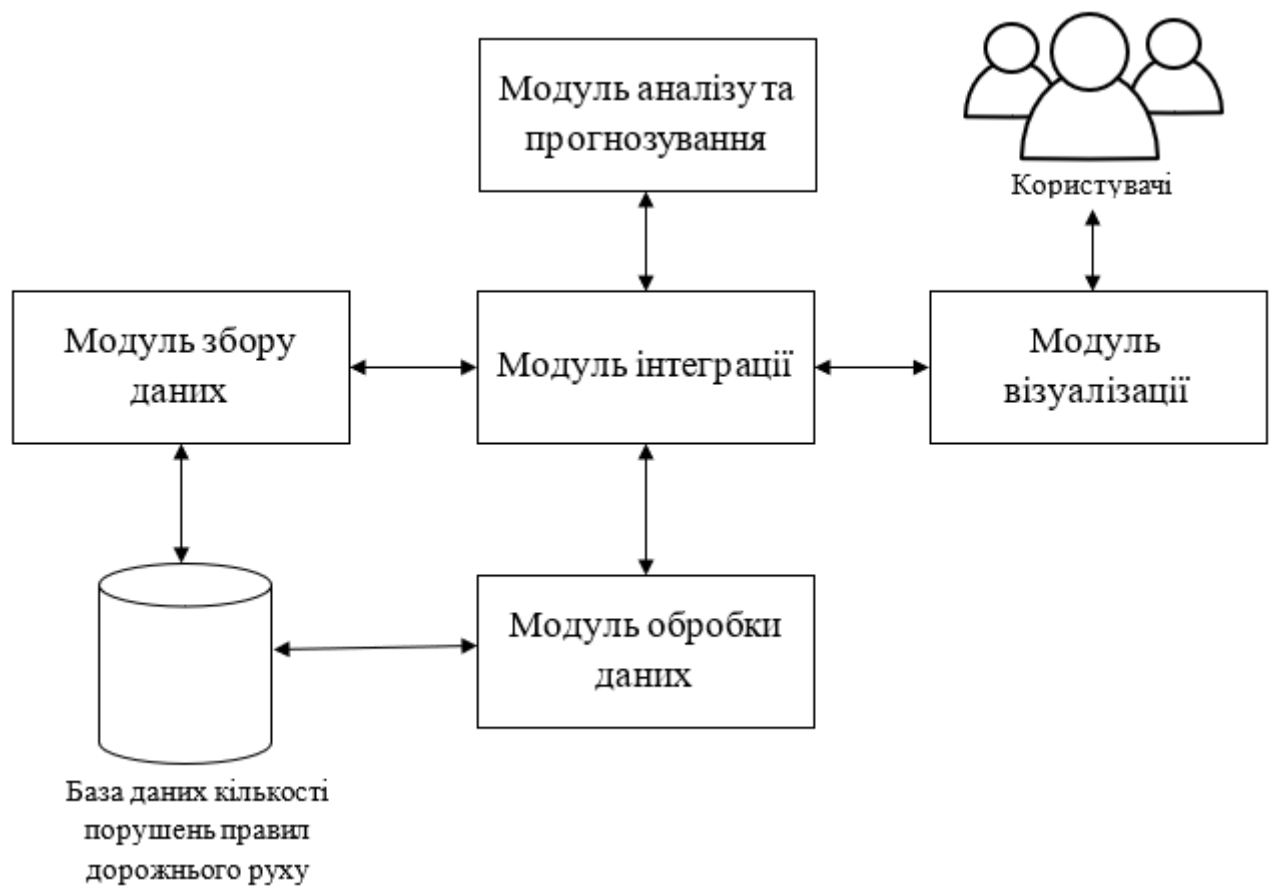 Модуль аналізу та
прогнозування
Користувачі
Модуль збору
даних
Модуль інтеграції
Модуль
візуалізації
Модуль обробки
даних
База даних кількості
порушень правил
дорожнього руху